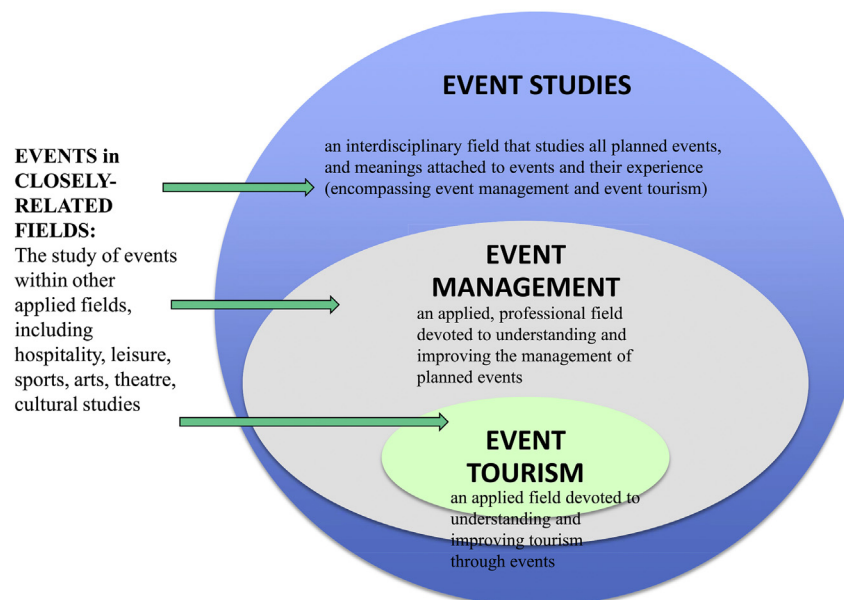 EVENT STUDIES
an interdisciplinary field that studies all planned events,
and meanings attached to events and their experience
(encompassing event management and event tourism)
EVENTS in
CLOSELY-
RELATED
FIELDS:
The study of events
within other
applied fields,
including
hospitality, leisure,
sports, arts, theatre,
cultural studies
EVENT
MANAGEMENT
an applied, professional field
devoted to understanding and
improving the management of
planned events
EVENT
TOURISM
an applied field devoted to
understanding and
improving tourism
through events